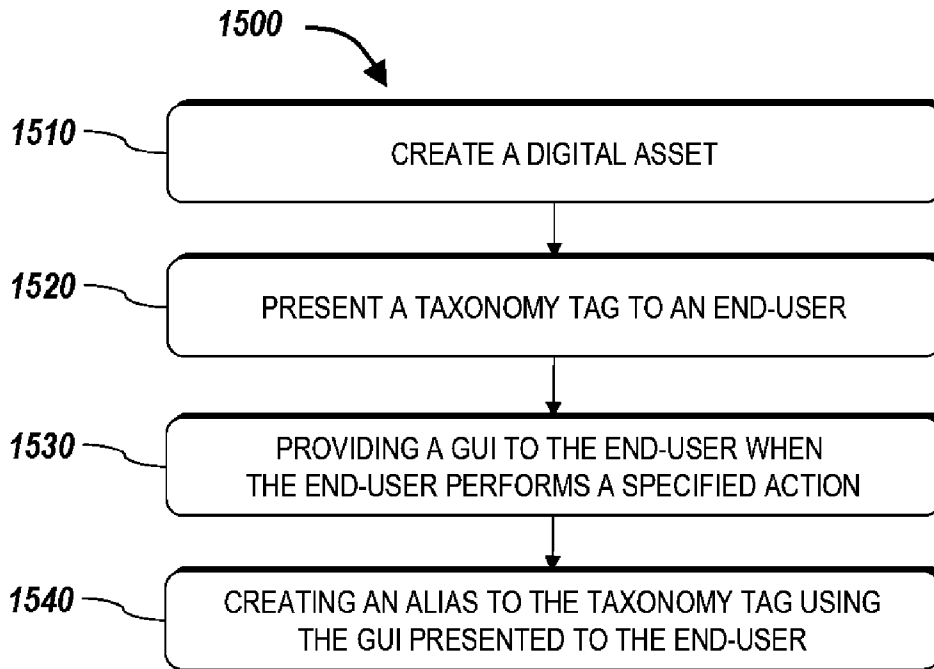 1500
1510
CREATE A DIGITAL ASSET
1520
PRESENT A TAXONOMY TAG TO AN END-USER
1530
PROVIDING A GUI TO THE END-USER WHEN
THE END-USER PERFORMS A SPECIFIED ACTION
1540
CREATING AN ALIAS TO THE TAXONOMY TAG USING
THE GUI PRESENTED TO THE END-USER